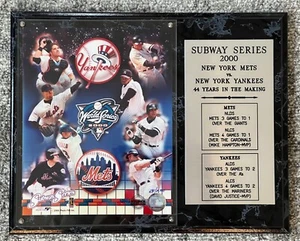 Yankees
World Series
2000
Mets
SUBWAY SERIES
2000
NEW YORK METS
vs.
NEW YORK YANKEES
44 YEARS IN THE MAKING
METS
NLDS
METS 3 GAMES TO 1
OVER THE GIANTS
NLCS
METS 4 GAMES TO 1
OVER THE CARDINALS
(MIKE HAMPTON-MVP)
YANKEES
ALDS
YANKEES 3 GAMES TO 2
OVER THE A's
ALCS
YANKEES 4 GAMES TO 2
OVER THE MARINERS
(DAVID JUSTICE-MVP)